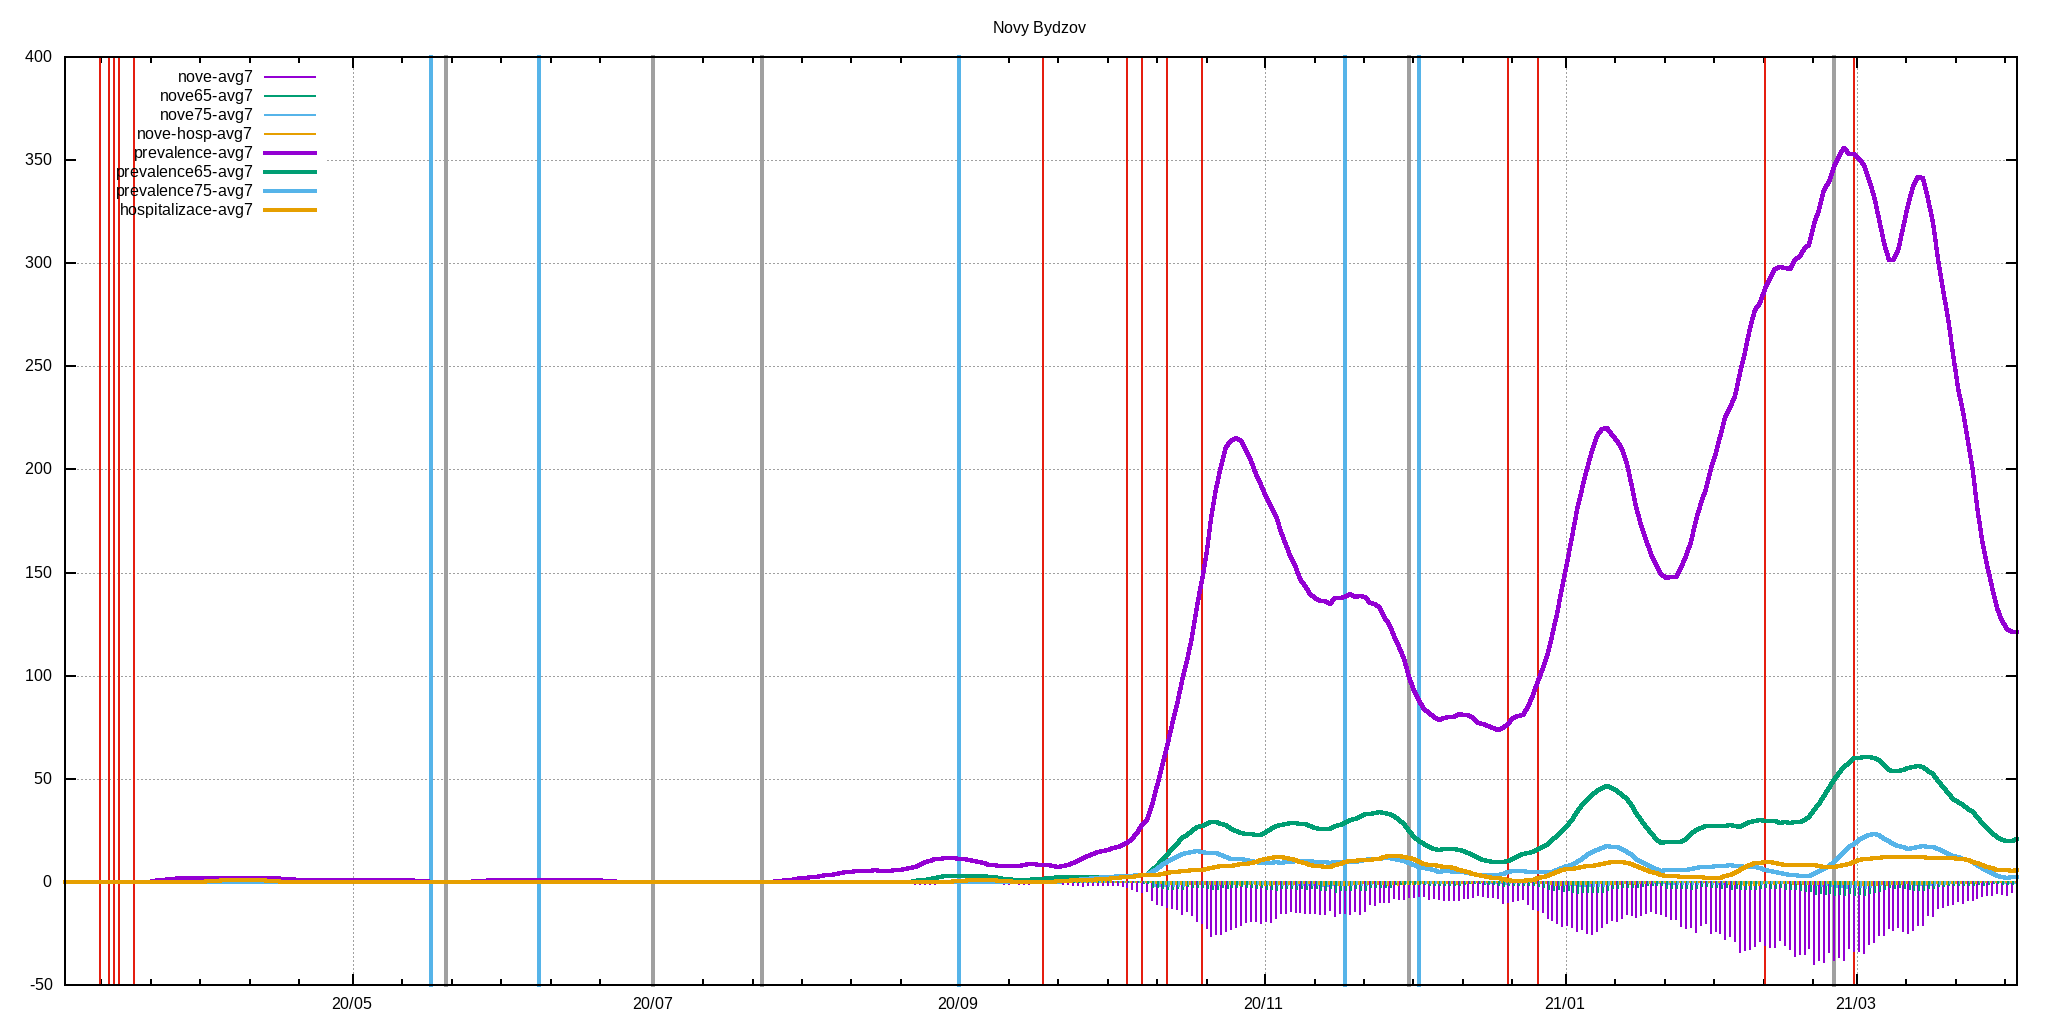 Novy Bydzov
400
350
300
250
200
150
100
50
0
-50
nove-avg7
nove65-avg7
nove75-avg7
nove-hosp-avg7
prevalence-avg7
prevalence65-avg7
prevalence75-avg7
hospitalizace-avg7
20/05
20/07
20/09
20/11
21/01
21/03